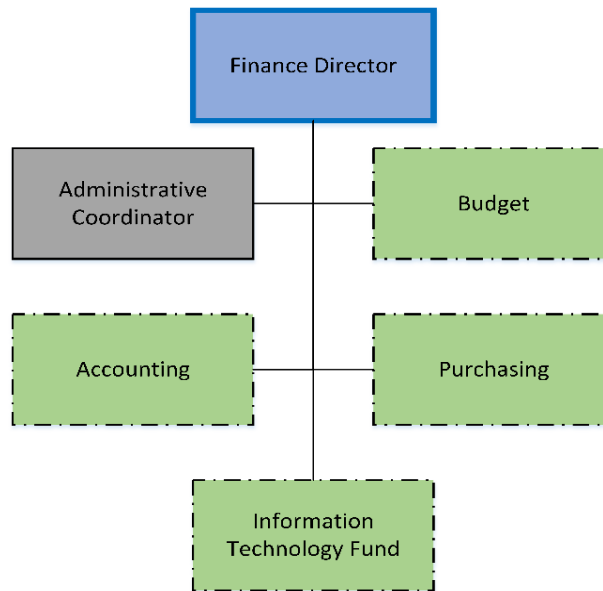 Finance Director
Administrative
Coordinator
Budget
Accounting
Purchasing
Information
Technology Fund